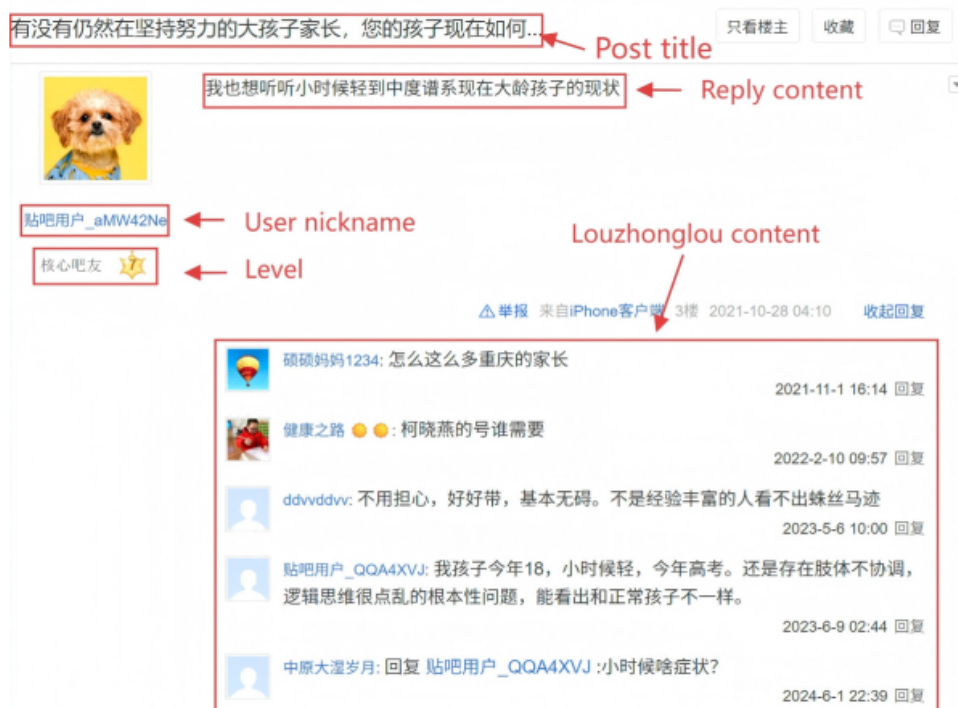 有没有仍然在坚持努力的大孩子家长，您的孩子现在如何...
Post title
只看楼主 收藏 回复
我也想听听小时候轻到中度谱系现在大龄孩子的现状
Reply content
贴吧用户_aMW42Ne
User nickname
核心吧友 7
Level
Louzhonglou content
举报 来自iPhone客户端 3楼 2021-10-28 04:10 收起回复
硕硕妈妈1234: 怎么这么多重庆的家长
2021-11-1 16:14 回复
健康之路 : 柯晓燕的号谁需要
2022-2-10 09:57 回复
ddvvddvv: 不用担心，好好带，基本无碍。不是经验丰富的人看不出蛛丝马迹
2023-5-6 10:00 回复
贴吧用户_QQA4XVJ: 我孩子今年18，小时候轻，今年高考。还是存在肢体不协调，
逻辑思维很点乱的根本性问题，能看出和正常孩子不一样。
2023-6-9 02:44 回复
中原大湿岁月: 回复 贴吧用户_QQA4XVJ :小时候啥症状？
2024-6-1 22:39 回复